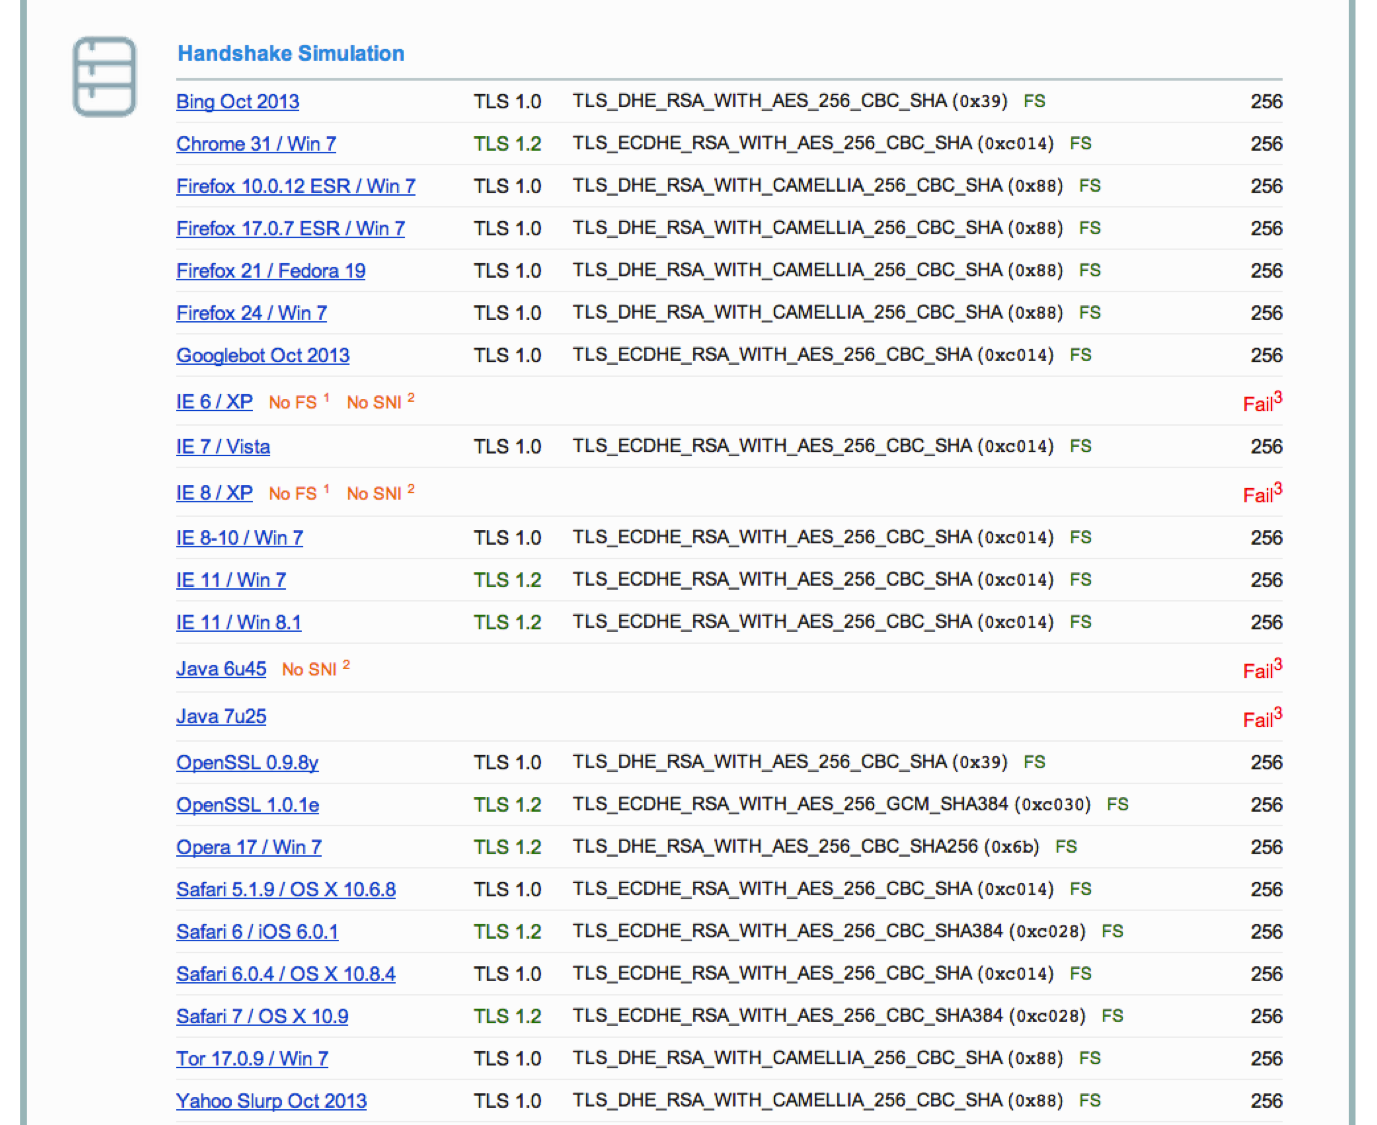 Handshake Simulation
Bing Oct 2013 TLS 1.0 TLS_DHE_RSA_WITH_AES_256_CBC_SHA (0x39) FS 256
Chrome 31 / Win 7 TLS 1.2 TLS_ECDHE_RSA_WITH_AES_256_CBC_SHA (0xc014) FS 256
Firefox 10.0.12 ESR / Win 7 TLS 1.0 TLS_DHE_RSA_WITH_CAMELLIA_256_CBC_SHA (0x88) FS 256
Firefox 17.0.7 ESR / Win 7 TLS 1.0 TLS_DHE_RSA_WITH_CAMELLIA_256_CBC_SHA (0x88) FS 256
Firefox 21 / Fedora 19 TLS 1.0 TLS_DHE_RSA_WITH_CAMELLIA_256_CBC_SHA (0x88) FS 256
Firefox 24 / Win 7 TLS 1.0 TLS_DHE_RSA_WITH_CAMELLIA_256_CBC_SHA (0x88) FS 256
Googlebot Oct 2013 TLS 1.0 TLS_ECDHE_RSA_WITH_AES_256_CBC_SHA (0xc014) FS 256
IE 6 / XP No FS 1 No SNI 2 Fail3
IE 7 / Vista TLS 1.0 TLS_ECDHE_RSA_WITH_AES_256_CBC_SHA (0xc014) FS 256
IE 8 / XP No FS 1 No SNI 2 Fail3
IE 8-10 / Win 7 TLS 1.0 TLS_ECDHE_RSA_WITH_AES_256_CBC_SHA (0xc014) FS 256
IE 11 / Win 7 TLS 1.2 TLS_ECDHE_RSA_WITH_AES_256_CBC_SHA (0xc014) FS 256
IE 11 / Win 8.1 TLS 1.2 TLS_ECDHE_RSA_WITH_AES_256_CBC_SHA (0xc014) FS 256
Java 6u45 No SNI 2 Fail3
Java 7u25 Fail3
OpenSSL 0.9.8y TLS 1.0 TLS_DHE_RSA_WITH_AES_256_CBC_SHA (0x39) FS 256
OpenSSL 1.0.1e TLS 1.2 TLS_ECDHE_RSA_WITH_AES_256_GCM_SHA384 (0xc030) FS 256
Opera 17 / Win 7 TLS 1.2 TLS_DHE_RSA_WITH_AES_256_CBC_SHA256 (0x6b) FS 256
Safari 5.1.9 / OS X 10.6.8 TLS 1.0 TLS_ECDHE_RSA_WITH_AES_256_CBC_SHA (0xc014) FS 256
Safari 6 / iOS 6.0.1 TLS 1.2 TLS_ECDHE_RSA_WITH_AES_256_CBC_SHA384 (0xc028) FS 256
Safari 6.0.4 / OS X 10.8.4 TLS 1.0 TLS_ECDHE_RSA_WITH_AES_256_CBC_SHA (0xc014) FS 256
Safari 7 / OS X 10.9 TLS 1.2 TLS_ECDHE_RSA_WITH_AES_256_CBC_SHA384 (0xc028) FS 256
Tor 17.0.9 / Win 7 TLS 1.0 TLS_DHE_RSA_WITH_CAMELLIA_256_CBC_SHA (0x88) FS 256
Yahoo Slurp Oct 2013 TLS 1.0 TLS_DHE_RSA_WITH_CAMELLIA_256_CBC_SHA (0x88) FS 256